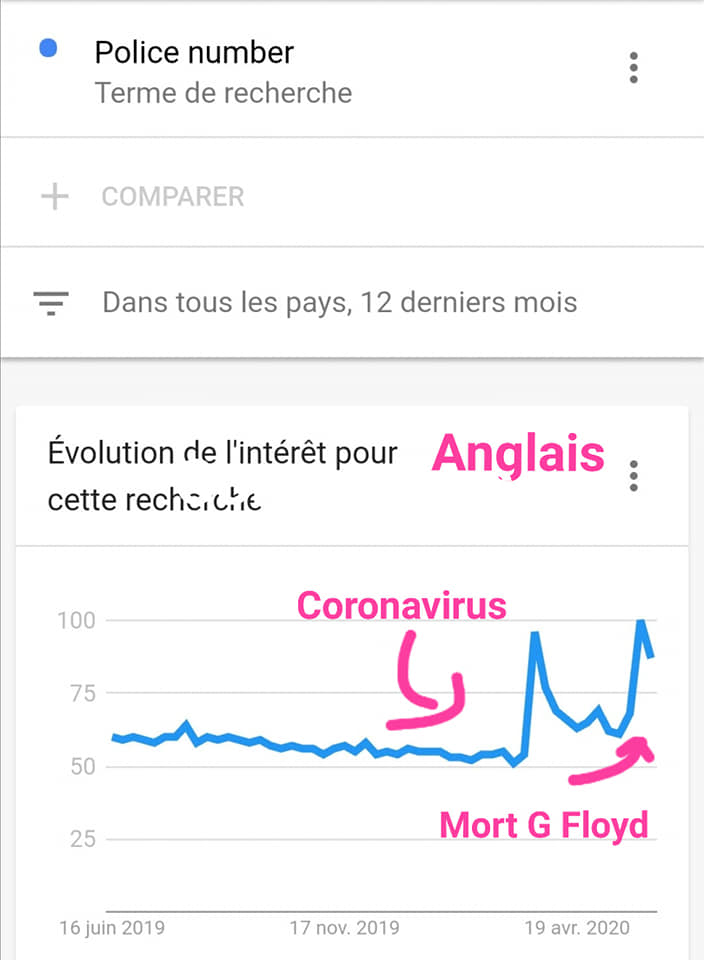 Police number
Terme de recherche
COMPARER
Dans tous les pays, 12 derniers mois
Évolution de l'intérêt pour
Anglais
cette recherche
Coronavirus
100
75
50
Mort G Floyd
25
16 juin 2019
17 nov. 2019
19 avr. 2020